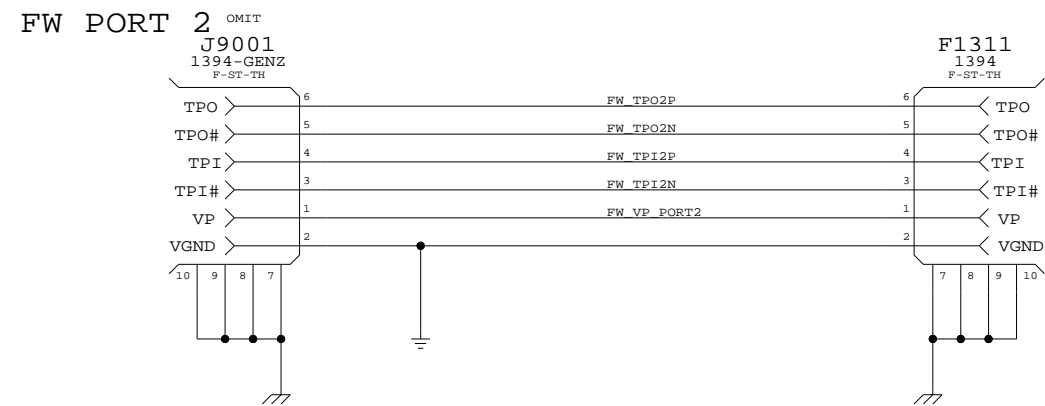 FW PORT 2 OMIT
J9001
1394-GENZ
F-ST-TH
F1311
1394
F-ST-TH
TPO 6 FW_TPO2P 6 TPO
TPO# 5 FW_TPO2N 5 TPO#
TPI 4 FW_TPI2P 4 TPI
TPI# 3 FW_TPI2N 3 TPI#
VP 1 FW_VP_PORT2 1 VP
VGND 2 2 VGND
10 9 8 7 7 8 9 10